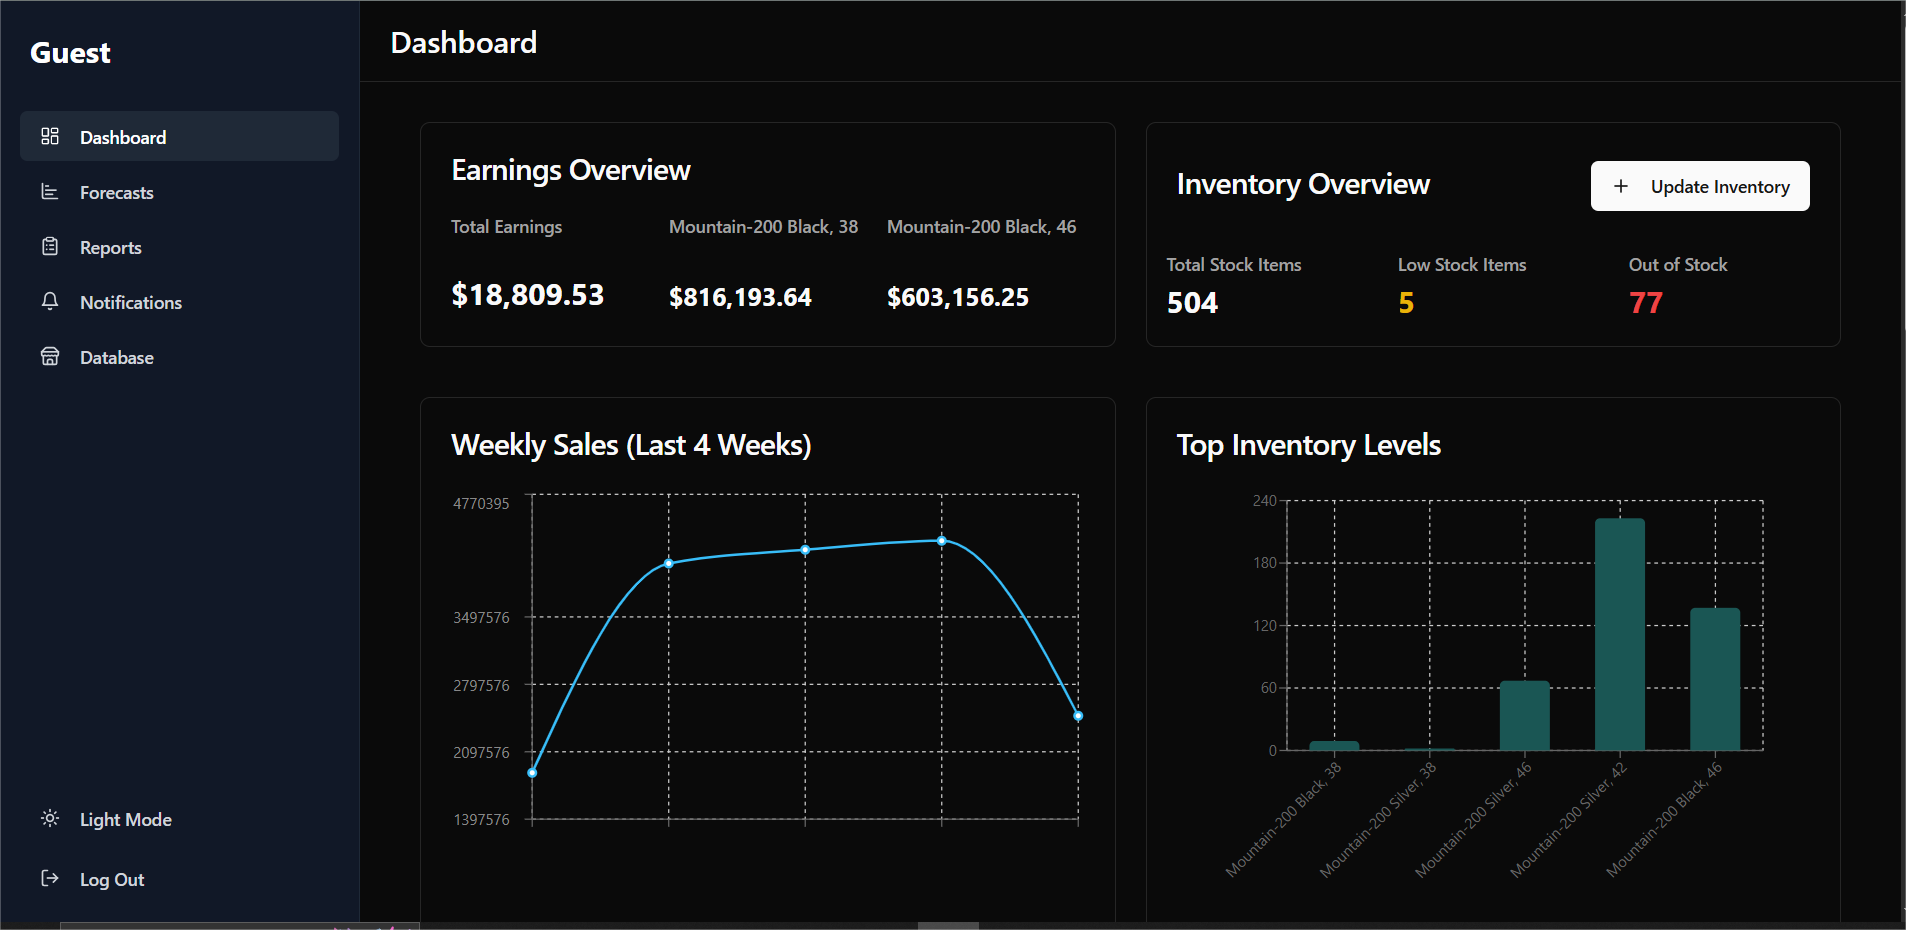 Guest
Dashboard
Forecasts
Reports
Notifications
Database
Light Mode
Log Out
Dashboard
Earnings Overview
Total Earnings
$18,809.53
Mountain-200 Black, 38
$816,193.64
Mountain-200 Black, 46
$603,156.25
Inventory Overview
Update Inventory
Total Stock Items
504
Low Stock Items
5
Out of Stock
77
Weekly Sales (Last 4 Weeks)
4770395
3497576
2797576
2097576
1397576
Top Inventory Levels
240
180
120
60
0
Mountain-200 Black, 38
Mountain-200 Silver, 38
Mountain-200 Silver, 46
Mountain-200 Silver, 42
Mountain-200 Black, 46